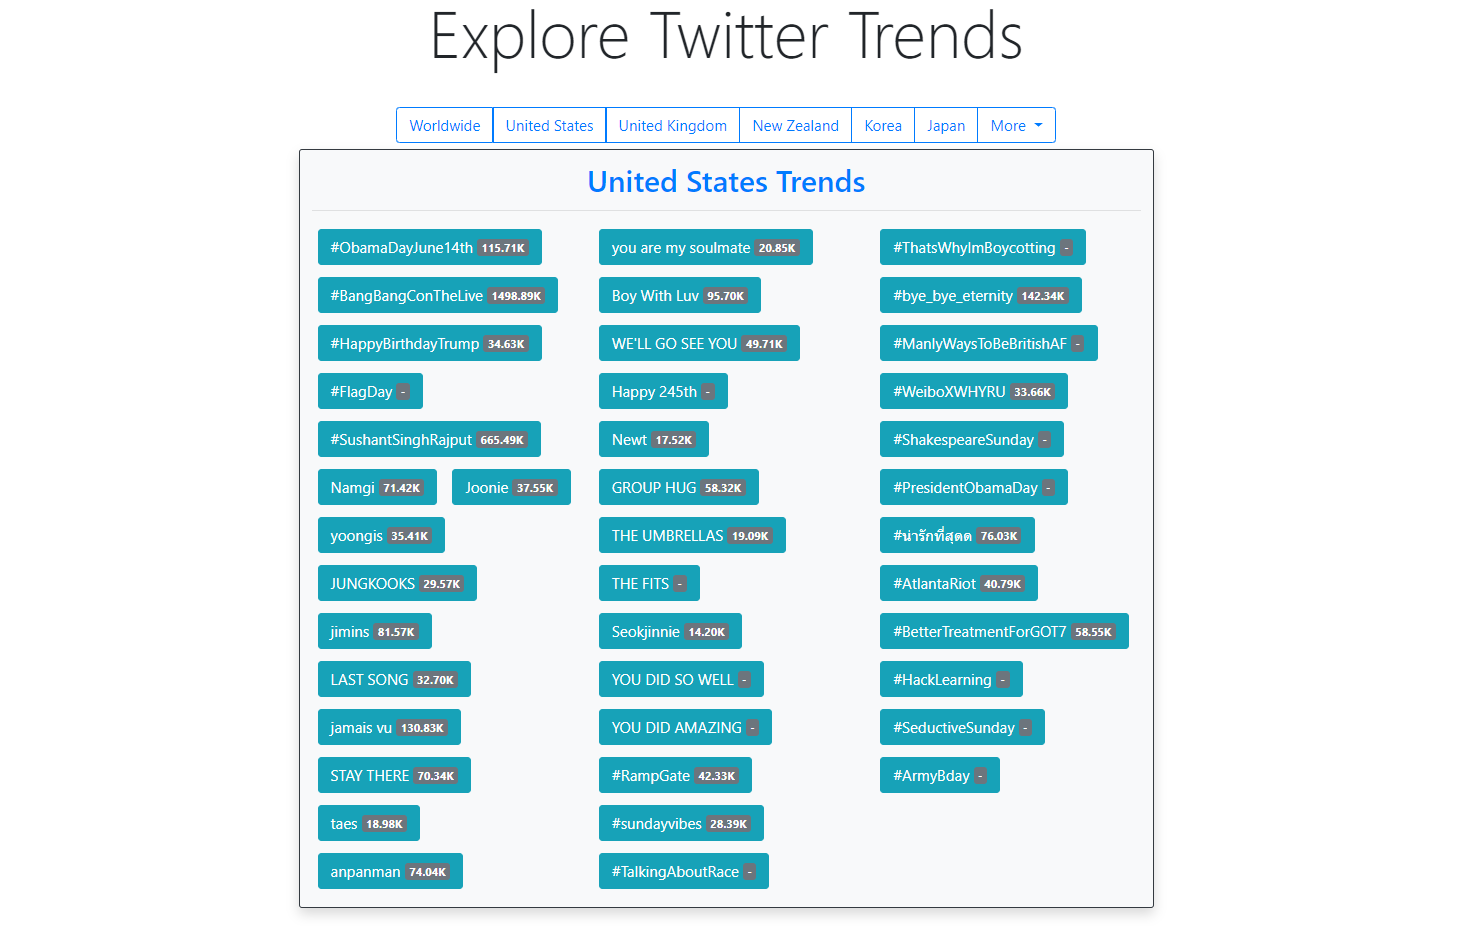 Explore Twitter Trends
Worldwide United States United Kingdom New Zealand Korea Japan More
United States Trends
#ObamaDayJune14th 115.71K
#BangBangConTheLive 1498.89K
#HappyBirthdayTrump 34.63K
#FlagDay -
#SushantSinghRajput 665.49K
Namgi 71.42K Joonie 37.55K
yoongis 35.41K
JUNGKOOKS 29.57K
jimins 81.57K
LAST SONG 32.70K
jamais vu 130.83K
STAY THERE 70.34K
taes 18.98K
anpanman 74.04K
you are my soulmate 20.85K
Boy With Luv 95.70K
WE'LL GO SEE YOU 49.71K
Happy 245th -
Newt 17.52K
GROUP HUG 58.32K
THE UMBRELLAS 19.09K
THE FITS -
Seokjinnie 14.20K
YOU DID SO WELL -
YOU DID AMAZING -
#RampGate 42.33K
#sundayvibes 28.39K
#TalkingAboutRace -
#ThatsWhyImBoycotting -
#bye_bye_eternity 142.34K
#ManlyWaysToBeBritishAF -
#WeiboXWHYRU 33.66K
#ShakespeareSunday -
#PresidentObamaDay -
#น่ารักที่สุดด 76.03K
#AtlantaRiot 40.79K
#BetterTreatmentForGOT7 58.55K
#HackLearning -
#SeductiveSunday -
#ArmyBday -